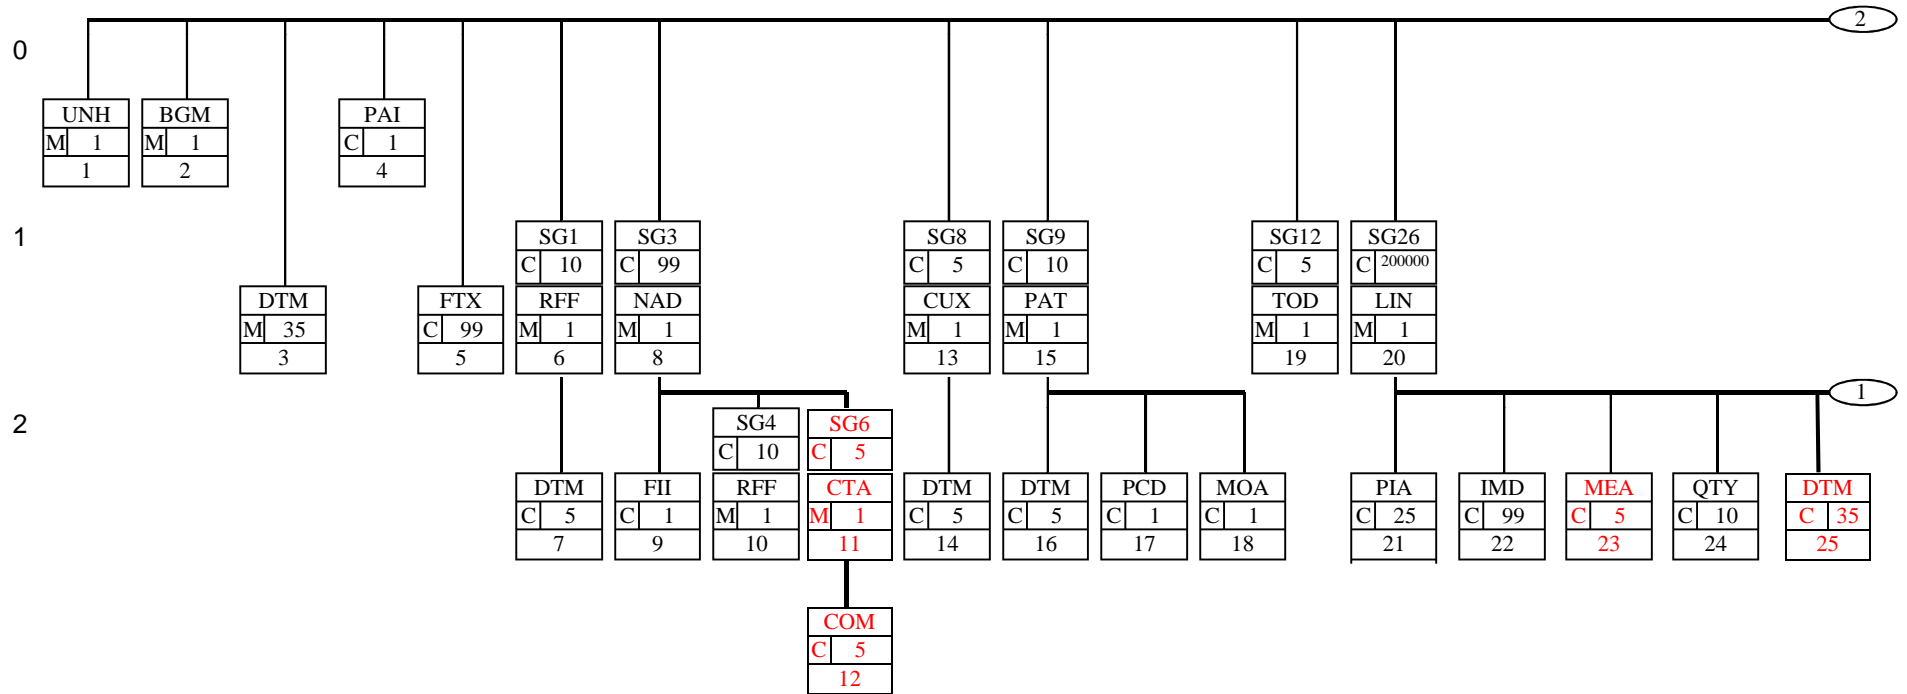 2
0
UNH BGM PAI
M 1 M 1 C 1
1 2 4
1
SG1 SG3 SG8 SG9 SG12 SG26
C 10 C 99 C 5 C 10 C 5 C 200000
DTM FTX RFF NAD CUX PAT TOD LIN
M 35 C 99 M 1 M 1 M 1 M 1 M 1 M 1
3 5 6 8 13 15 19 20
1
2
SG4 SG6
C 10 C 5
DTM FII RFF CTA DTM DTM PCD MOA PIA IMD MEA QTY DTM
C 5 C 1 M 1 M 1 C 5 C 5 C 1 C 1 C 25 C 99 C 5 C 10 C 35
7 9 10 11 14 16 17 18 21 22 23 24 25
COM
C 5
12